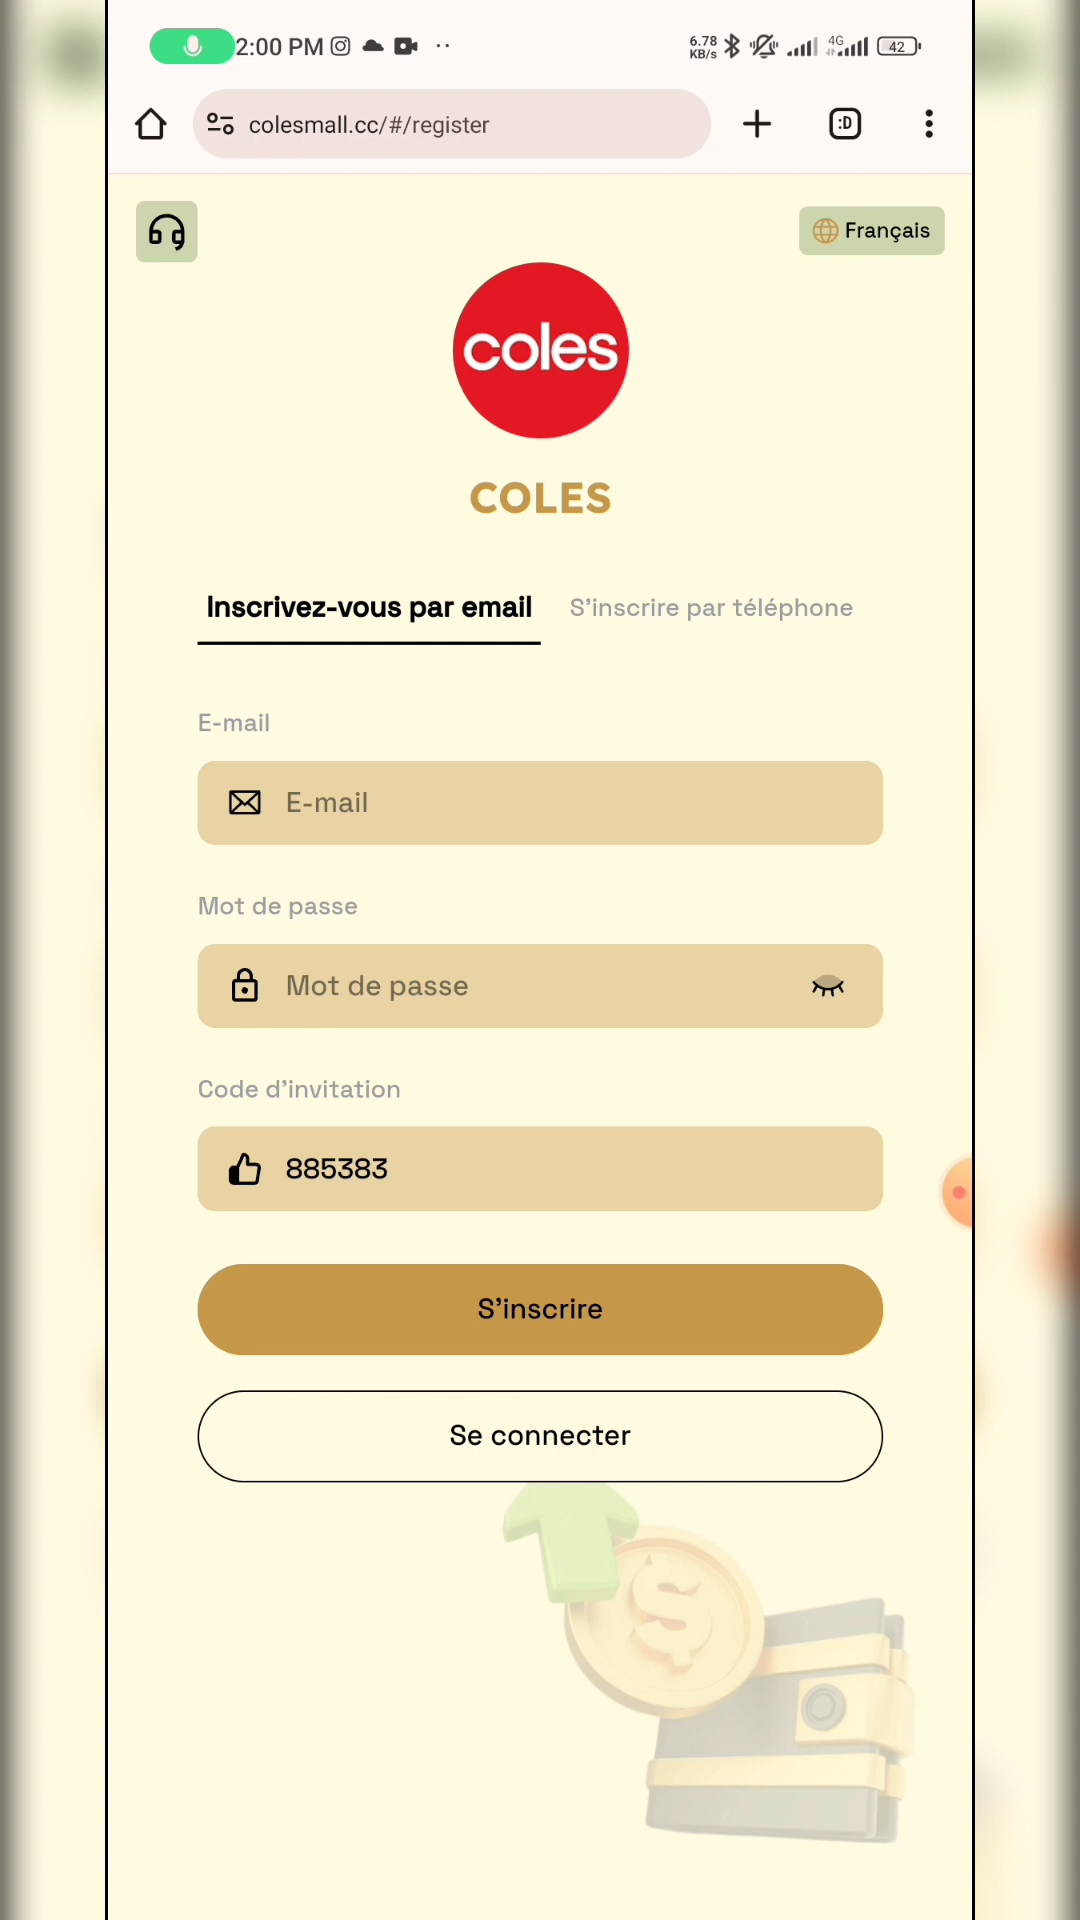 2:00 PM
6.78
KB/s
4G
42
colesmall.cc/#/register
:D
Français
coles
COLES
Inscrivez-vous par email
S'inscrire par téléphone
E-mail
E-mail
Mot de passe
Mot de passe
Code d'invitation
885383
S'inscrire
Se connecter
$